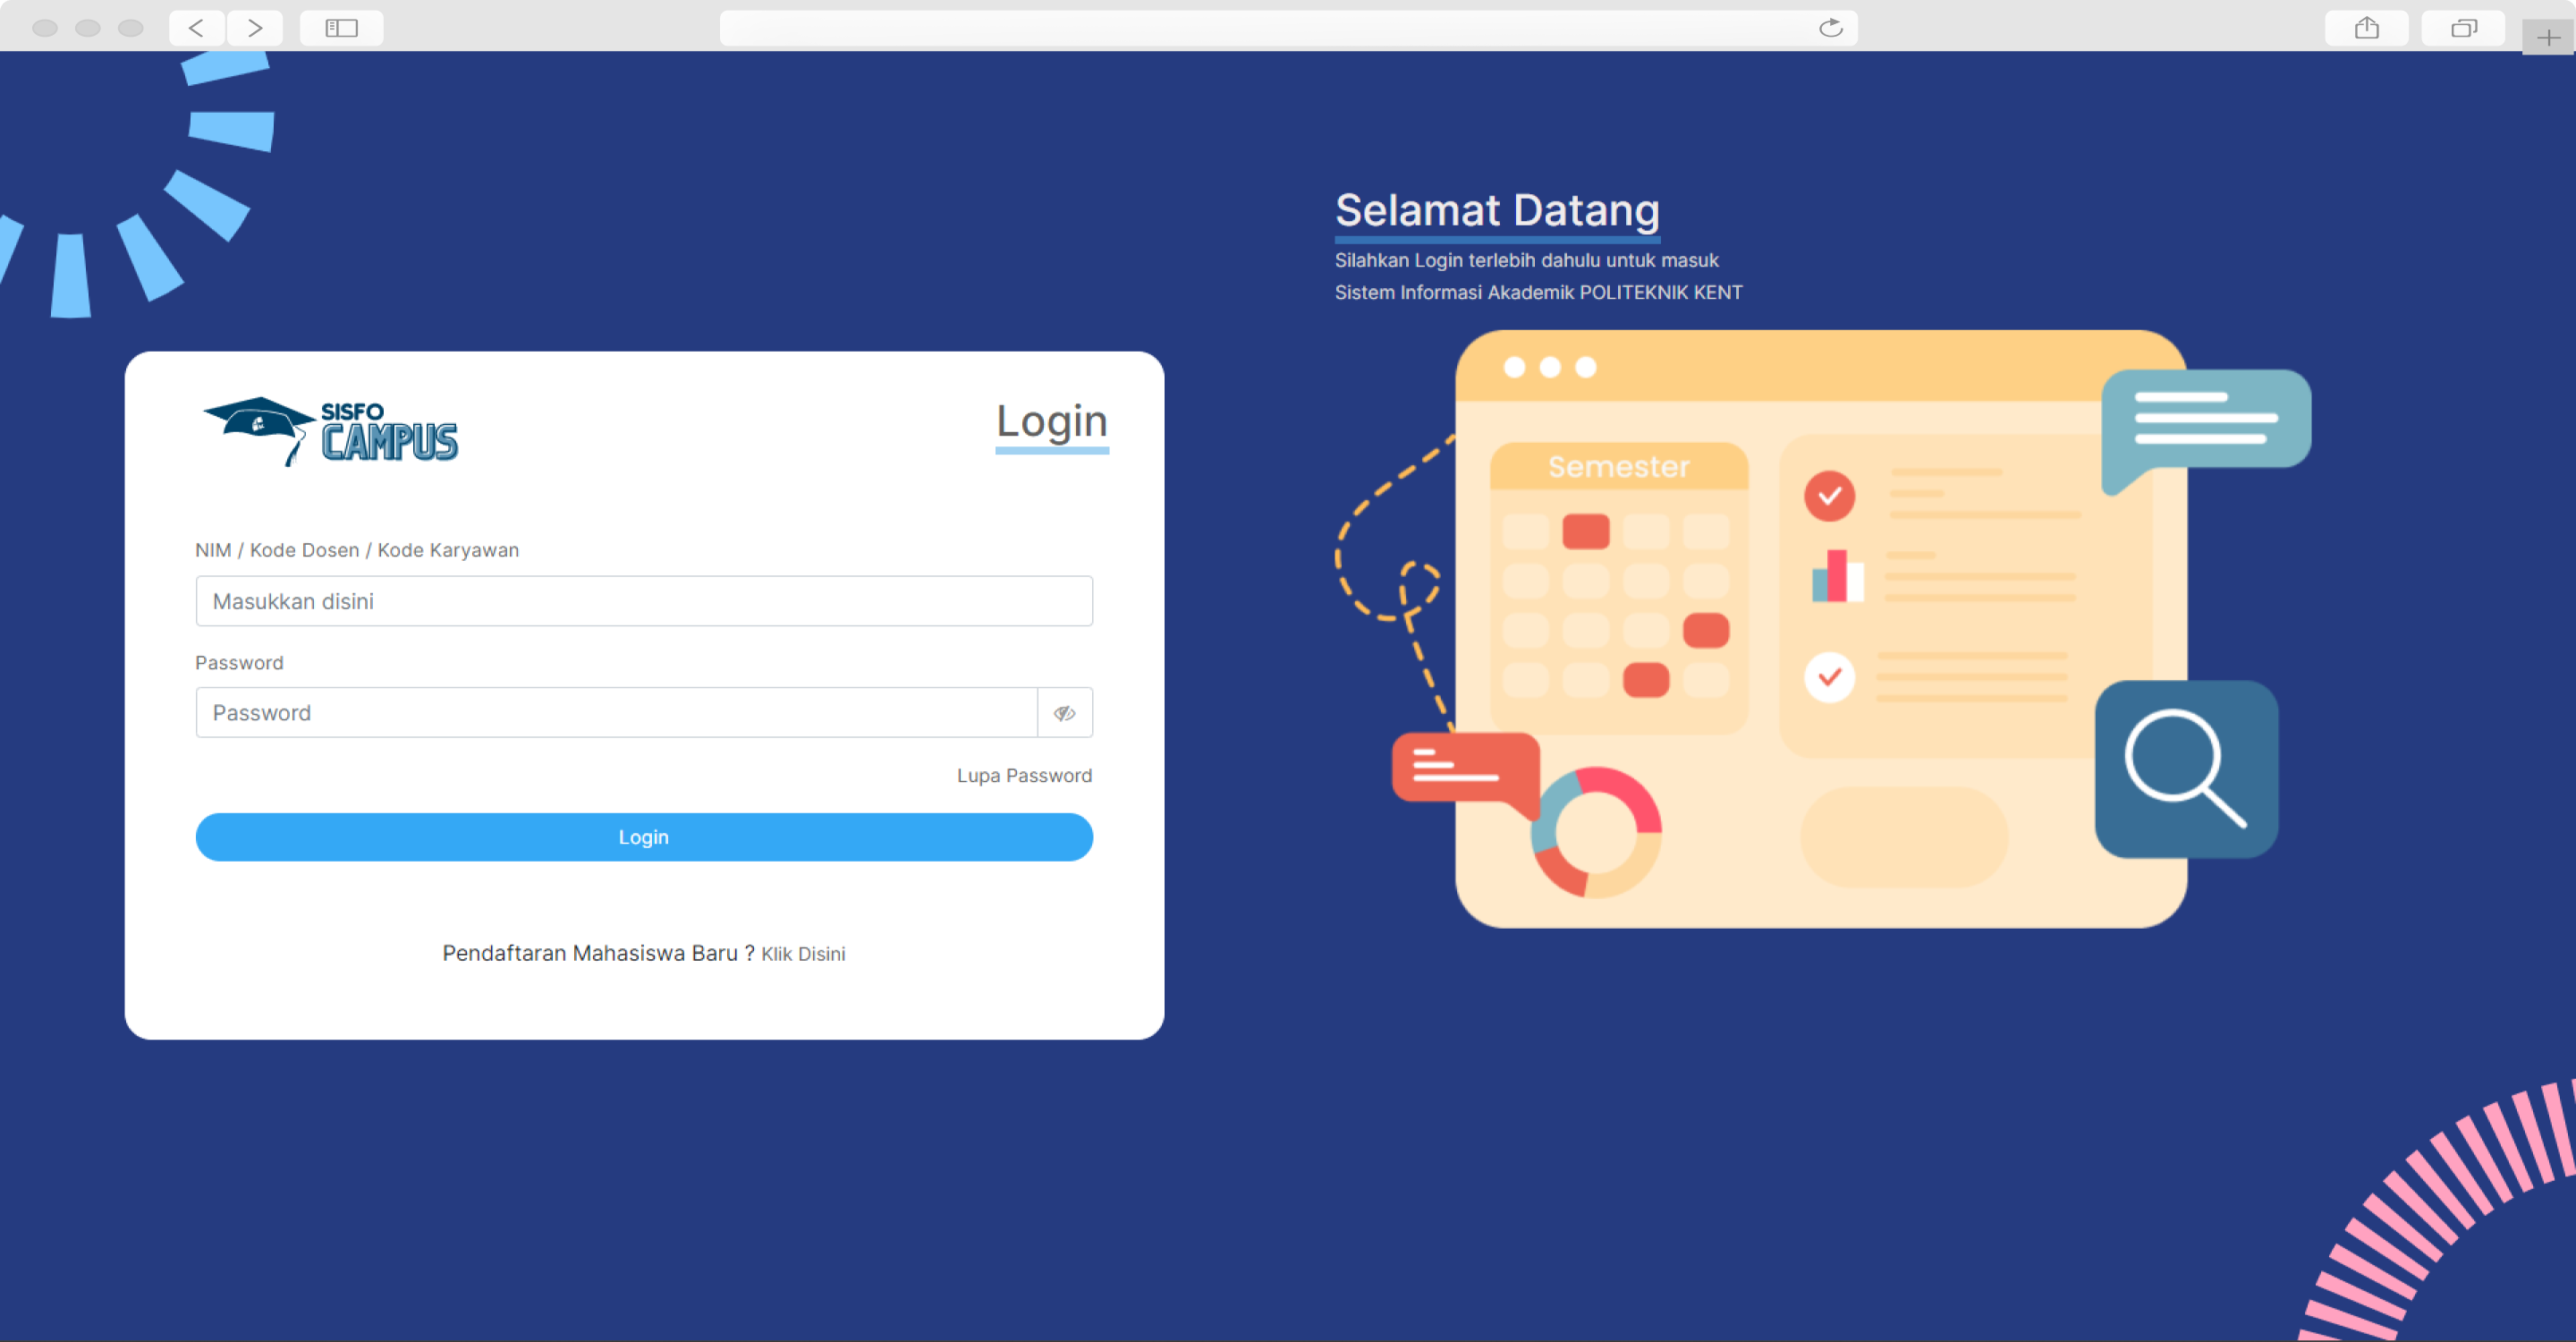 SISFO
CAMPUS
Login
NIM / Kode Dosen / Kode Karyawan
Masukkan disini
Password
Password
Lupa Password
Login
Pendaftaran Mahasiswa Baru ? Klik Disini
Selamat Datang
Silahkan Login terlebih dahulu untuk masuk
Sistem Informasi Akademik POLITEKNIK KENT
Semester